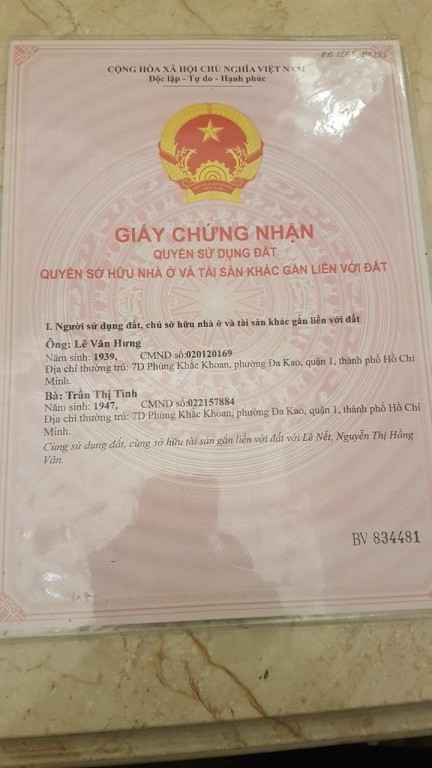 CỘNG HÒA XÃ HỘI CHỦ NGHĨA VIỆT NAM
Độc lập - Tự do - Hạnh phúc
GIẤY CHỨNG NHẬN
QUYỀN SỬ DỤNG ĐẤT
QUYỀN SỞ HỮU NHÀ Ở VÀ TÀI SẢN KHÁC GẮN LIỀN VỚI ĐẤT
I. Người sử dụng đất, chủ sở hữu nhà ở và tài sản khác gắn liền với đất
Ông: Lê Văn Hưng
Năm sinh: 1939, CMND số:020120169
Địa chỉ thường trú: 7D Phùng Khắc Khoan, phường Đa Kao, quận 1, thành phố Hồ Chí
Minh.
Bà: Trần Thị Tình
Năm sinh: 1947, CMND số:022157884
Địa chỉ thường trú: 7D Phùng Khắc Khoan, phường Đa Kao, quận 1, thành phố Hồ Chí
Minh.
Cùng sử dụng đất, cùng sở hữu tài sản gắn liền với đất với Lê Nết, Nguyễn Thị Hồng
Vân.
BV 834481